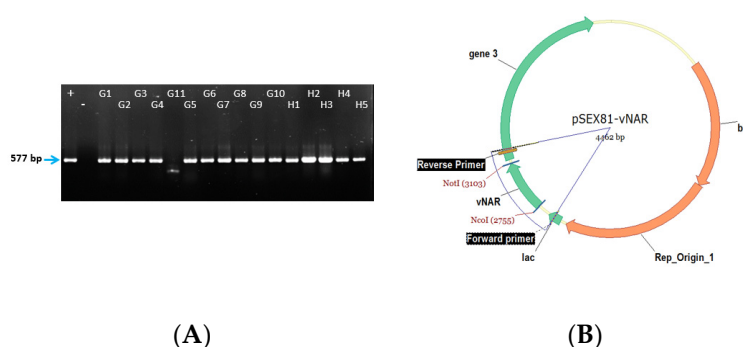 + G1 G3 G11 G6 G8 G10 H2 H4
- G2 G4 G5 G7 G9 H1 H3 H5
577 bp
(A)
gene 3
pSEX81-vNAR
4462 bp
b
Reverse Primer
NotI (3103)
vNAR
NcoI (2755)
Forward primer
lac
Rep_Origin_1
(B)